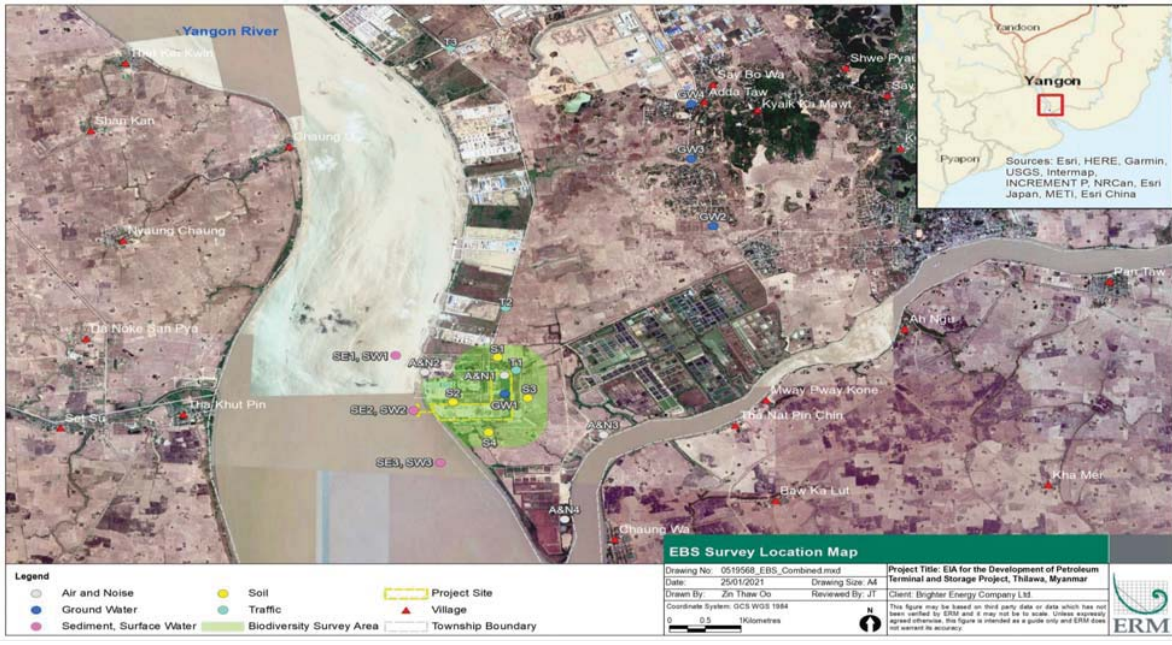 Yangon River
T3
Thai Kai Kwin
Shan Kan
Chaung U
Nyaung Chaung
Da Noke San Pya
Set Su
Tha Khut Pin
Say Bo Wa
GW4
Adda Taw
Kyaik Ka Mawt
Shwe Pyau
Say
GW3
GW2
T2
SE1, SW1
A&N2
S1
A&N1
T1
S2
S3
GW1
SE2, SW2
S4
SE3, SW3
A&N3
A&N4
Pan Taw
Ah Ngu
Mway Pway Kone
Tha Nat Pin Chin
Kha Mer
Baw Ka Lut
Chaung Wa
Yandoon
Yangon
Pyapon
Sources: Esri, HERE, Garmin,
USGS, Intermap,
INCREMENT P, NRCan, Esri
Japan, METI, Esri China
Legend
Air and Noise
Ground Water
Sediment, Surface Water
Soil
Traffic
Biodiversity Survey Area
Project Site
Village
Township Boundary
EBS Survey Location Map
Drawing No: 0519568_EBS_Combined.mxd
Date: 25/01/2021 Drawing Size: A4
Drawn By: Zin Thaw Oo Reviewed By: JT
Coordinate System: GCS WGS 1984
0 0.5 1Kilometres
N
Project Title: EIA for the Development of Petroleum
Terminal and Storage Project, Thilawa, Myanmar
Client: Brighter Energy Company Ltd.
This figure may be based on third party data or data which has not
been verified by ERM and it may not be to scale. Unless expressly
agreed otherwise, this figure is intended as a guide only and ERM does
not warrant its accuracy.
ERM